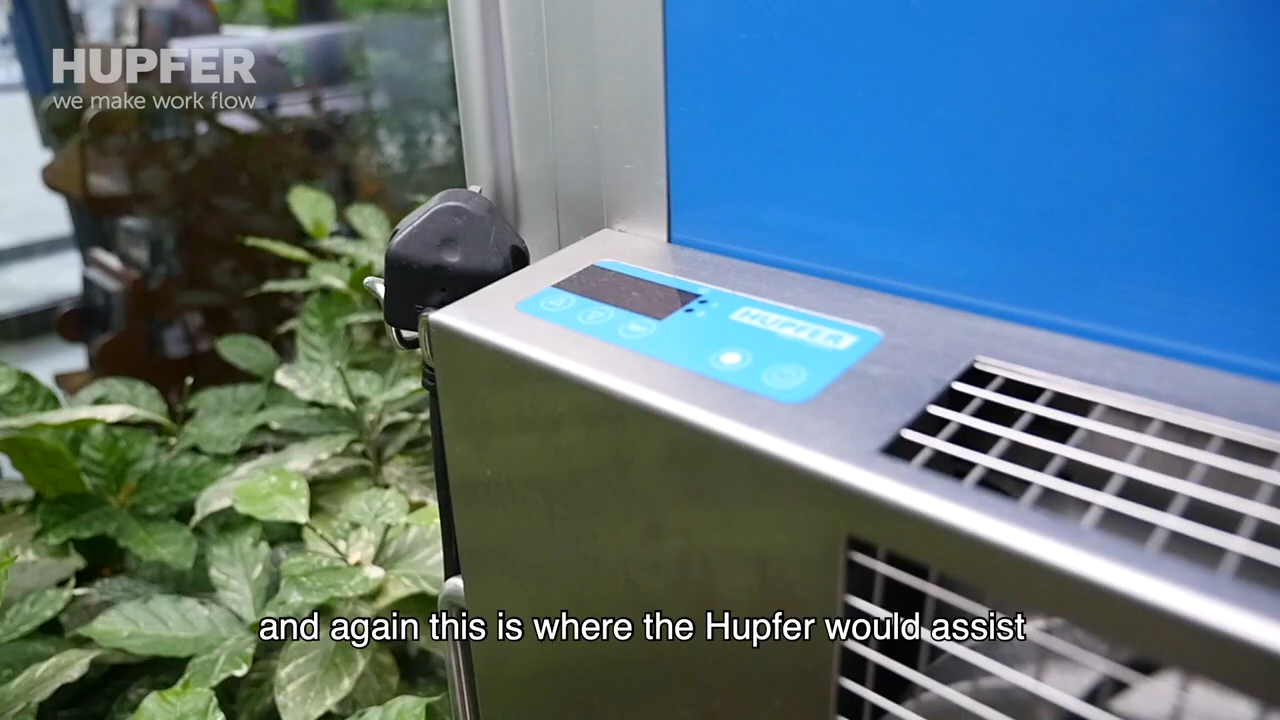 HUPFER
we make work flow
HUPFER
and again this is where the Hupfer would assist